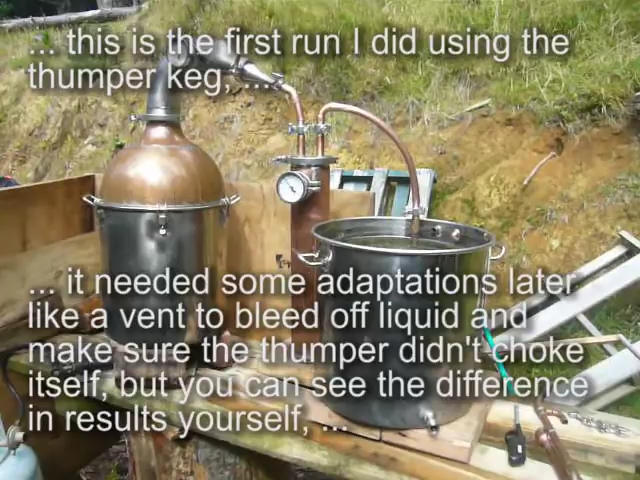 ... this is the first run I did using the
thumper keg, ...
... it needed some adaptations later
like a vent to bleed off liquid and
make sure the thumper didn't choke
itself, but you can see the difference
in results yourself, ...